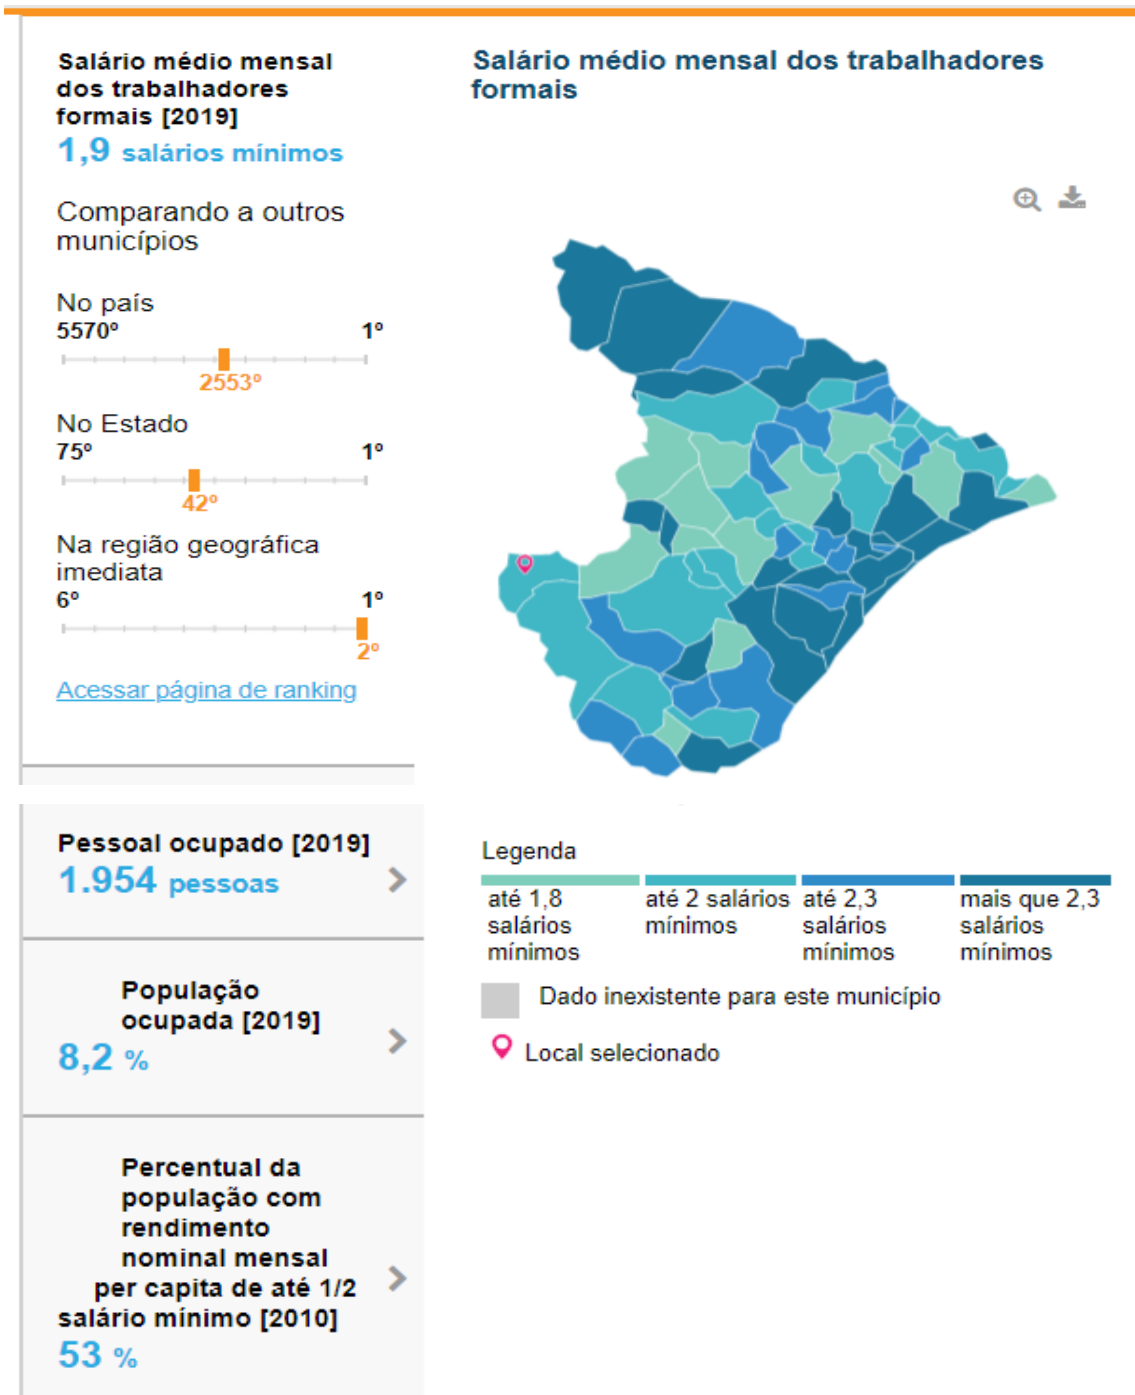 Salário médio mensal
dos trabalhadores
formais [2019]
1,9 salários mínimos
Comparando a outros
municípios
No país
5570º 1º
2553º
No Estado
75º 1º
42º
Na região geográfica
imediata
6º 1º
2º
Acessar página de ranking
Salário médio mensal dos trabalhadores
formais
Pessoal ocupado [2019]
1.954 pessoas
População
ocupada [2019]
8,2 %
Percentual da
população com
rendimento
nominal mensal
per capita de até 1/2
salário mínimo [2010]
53 %
Legenda
até 1,8
salários
mínimos
até 2 salários
mínimos
até 2,3
salários
mínimos
mais que 2,3
salários
mínimos
Dado inexistente para este município
Local selecionado